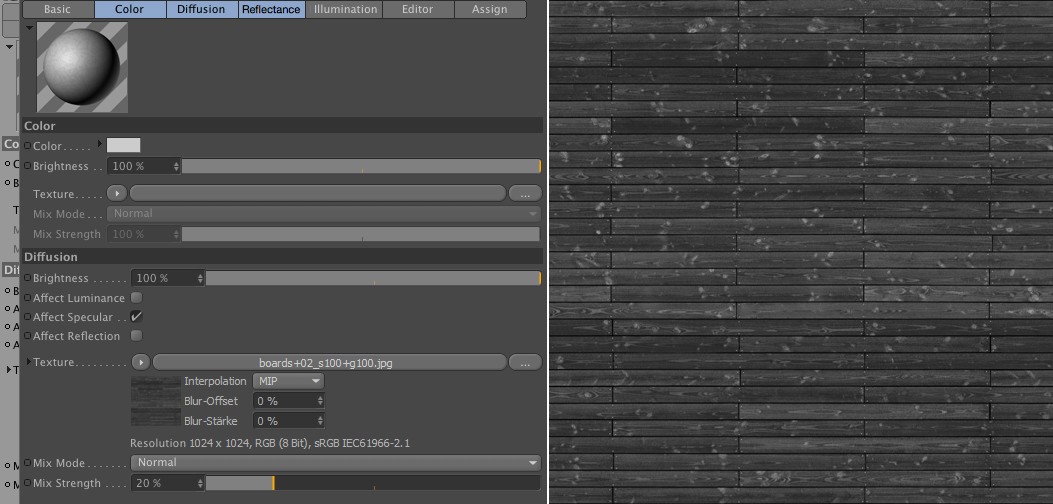 Basic Color Diffusion Reflectance Illumination Editor Assign
Color
Color.....
Brightness .. 100 %
Texture..... ...
Mix Mode.... Normal
Mix Strength 100 %
Diffusion
Brightness ...... 100 %
Affect Luminance
Affect Specular ..
Affect Reflection
Texture......... boards+02_s100+g100.jpg ...
Interpolation MIP
Blur-Offset 0 %
Blur-Stärke 0 %
Resolution 1024 x 1024, RGB (8 Bit), sRGB IEC61966-2.1
Mix Mode ........ Normal
Mix Strength .... 20 %